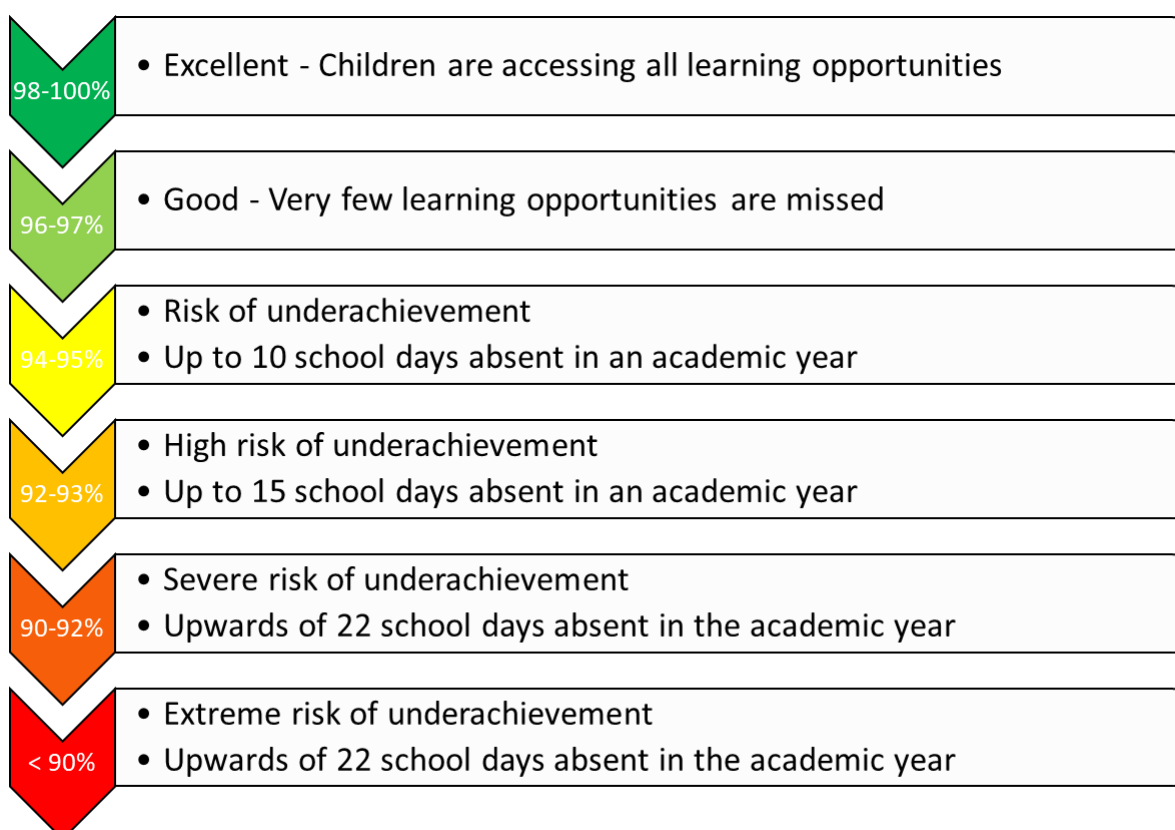 98-100%
• Excellent - Children are accessing all learning opportunities
96-97%
• Good - Very few learning opportunities are missed
94-95%
• Risk of underachievement
• Up to 10 school days absent in an academic year
92-93%
• High risk of underachievement
• Up to 15 school days absent in an academic year
90-92%
• Severe risk of underachievement
• Upwards of 22 school days absent in the academic year
< 90%
• Extreme risk of underachievement
• Upwards of 22 school days absent in the academic year